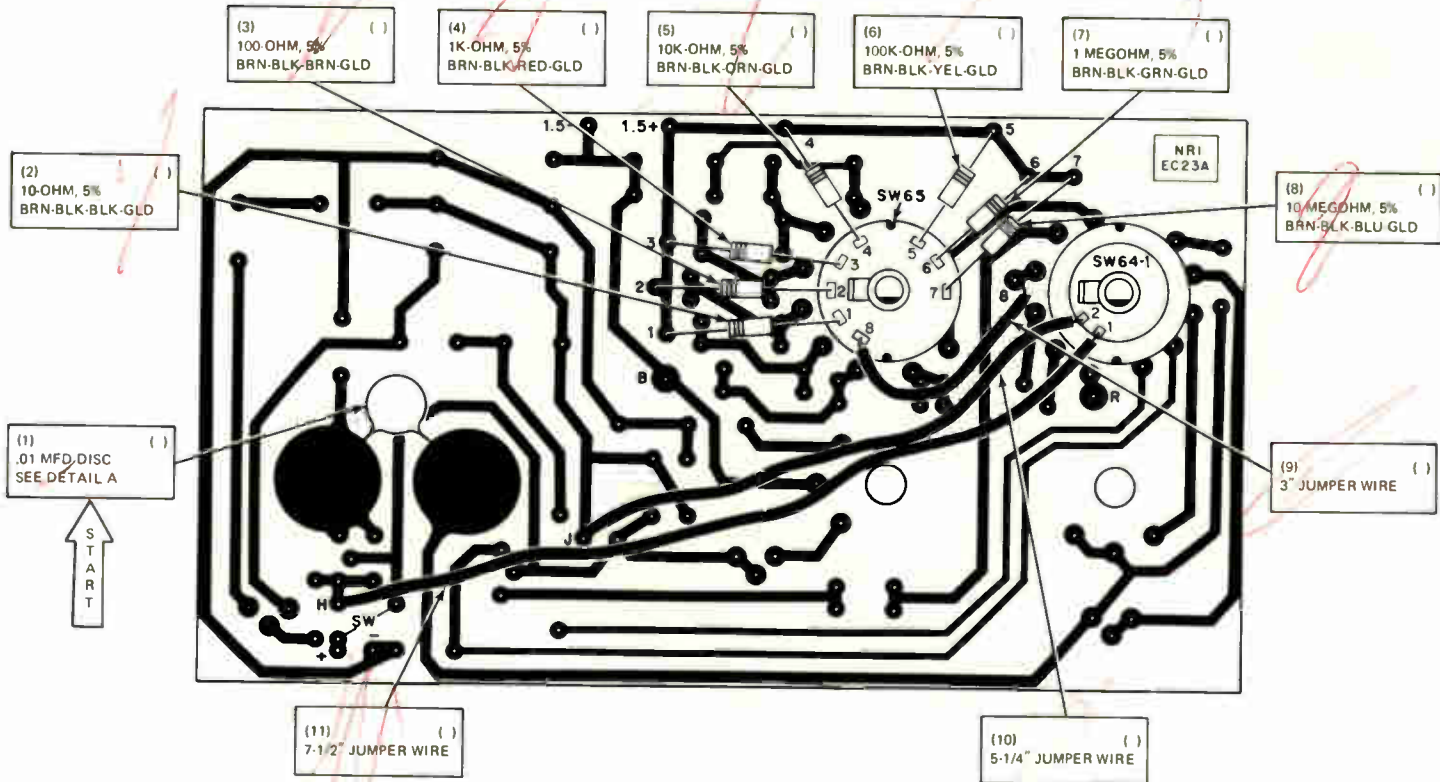 (3) ( )
100-OHM, 5%
BRN-BLK-BRN-GLD
(4) ( )
1K-OHM, 5%
BRN-BLK-RED-GLD
(5) ( )
10K-OHM, 5%
BRN-BLK-ORN-GLD
(6) ( )
100K-OHM, 5%
BRN-BLK-YEL-GLD
(7) ( )
1 MEGOHM, 5%
BRN-BLK-GRN-GLD
(2) ( )
10-OHM, 5%
BRN-BLK-BLK-GLD
(8) ( )
10 MEGOHM, 5%
BRN-BLK-BLU-GLD
1.5-
1.5+
4
5
6
7
NRI
EC23A
SW65
3
2
1
3
2
1
4
5
6
7
8
8
SW64-1
2
1
B
R
(1) ( )
.01 MFD DISC
SEE DETAIL A
START
(9) ( )
3" JUMPER WIRE
J
H
SW
+
-
(11) ( )
7-1/2" JUMPER WIRE
(10) ( )
5-1/4" JUMPER WIRE